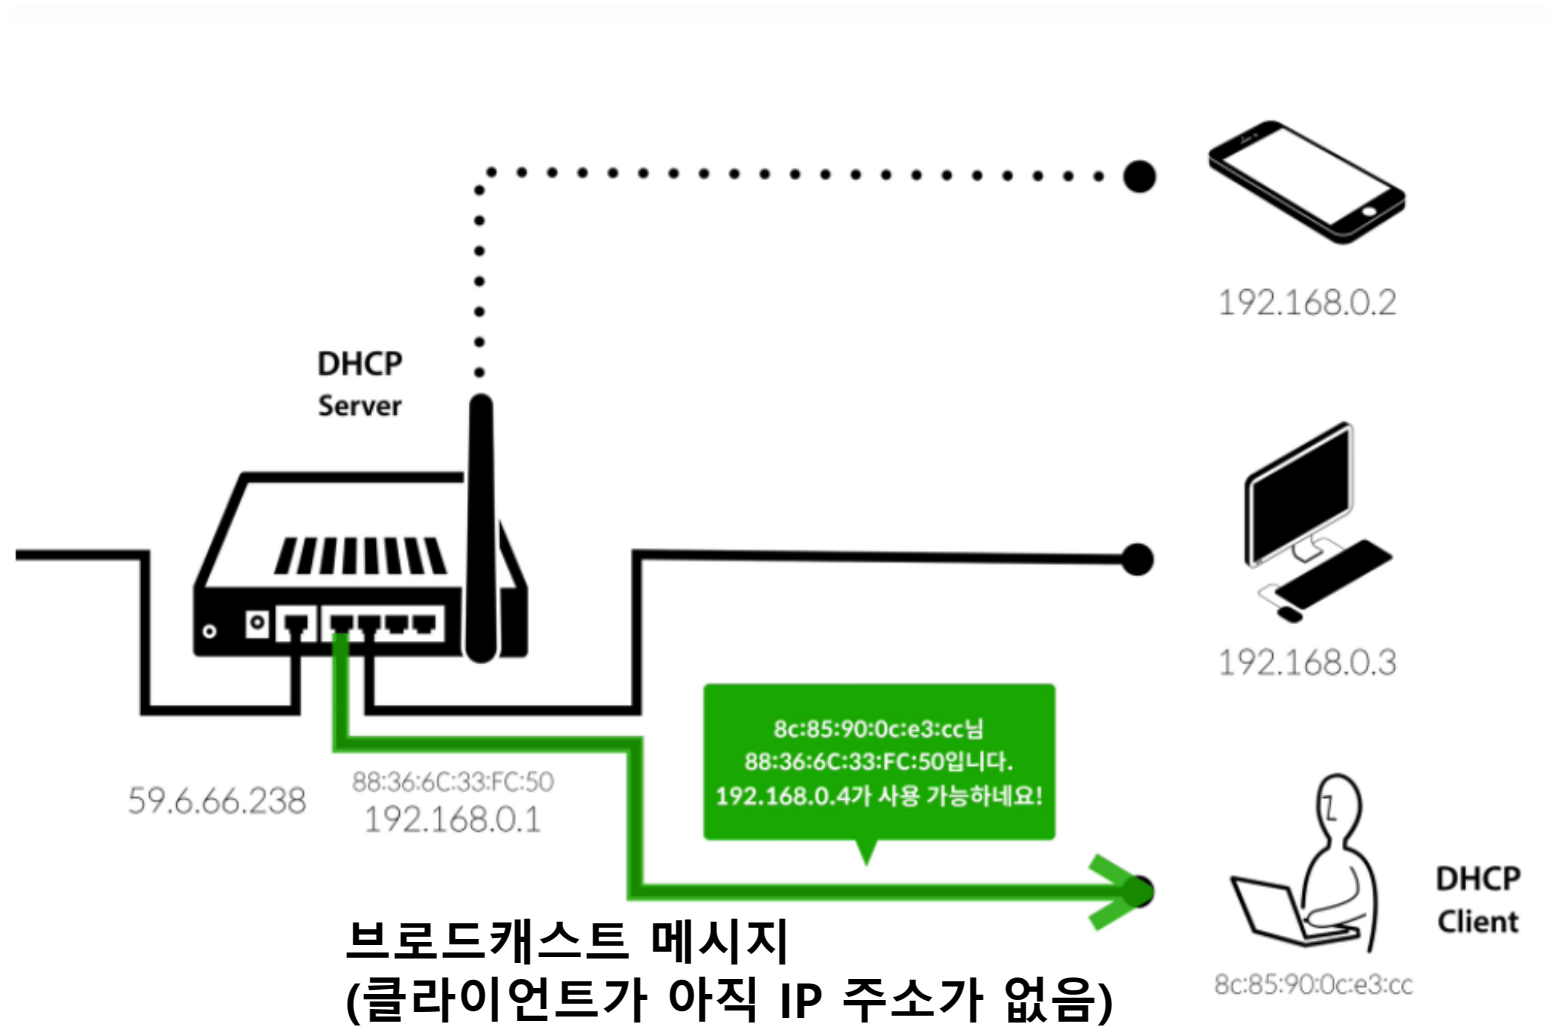 192.168.0.2
DHCP
Server
192.168.0.3
8c:85:90:0c:e3:cc님
88:36:6C:33:FC:50입니다.
192.168.0.4가 사용 가능하네요!
59.6.66.238
88:36:6C:33:FC:50
192.168.0.1
DHCP
Client
8c:85:90:0c:e3:cc
브로드캐스트 메시지
(클라이언트가 아직 IP 주소가 없음)